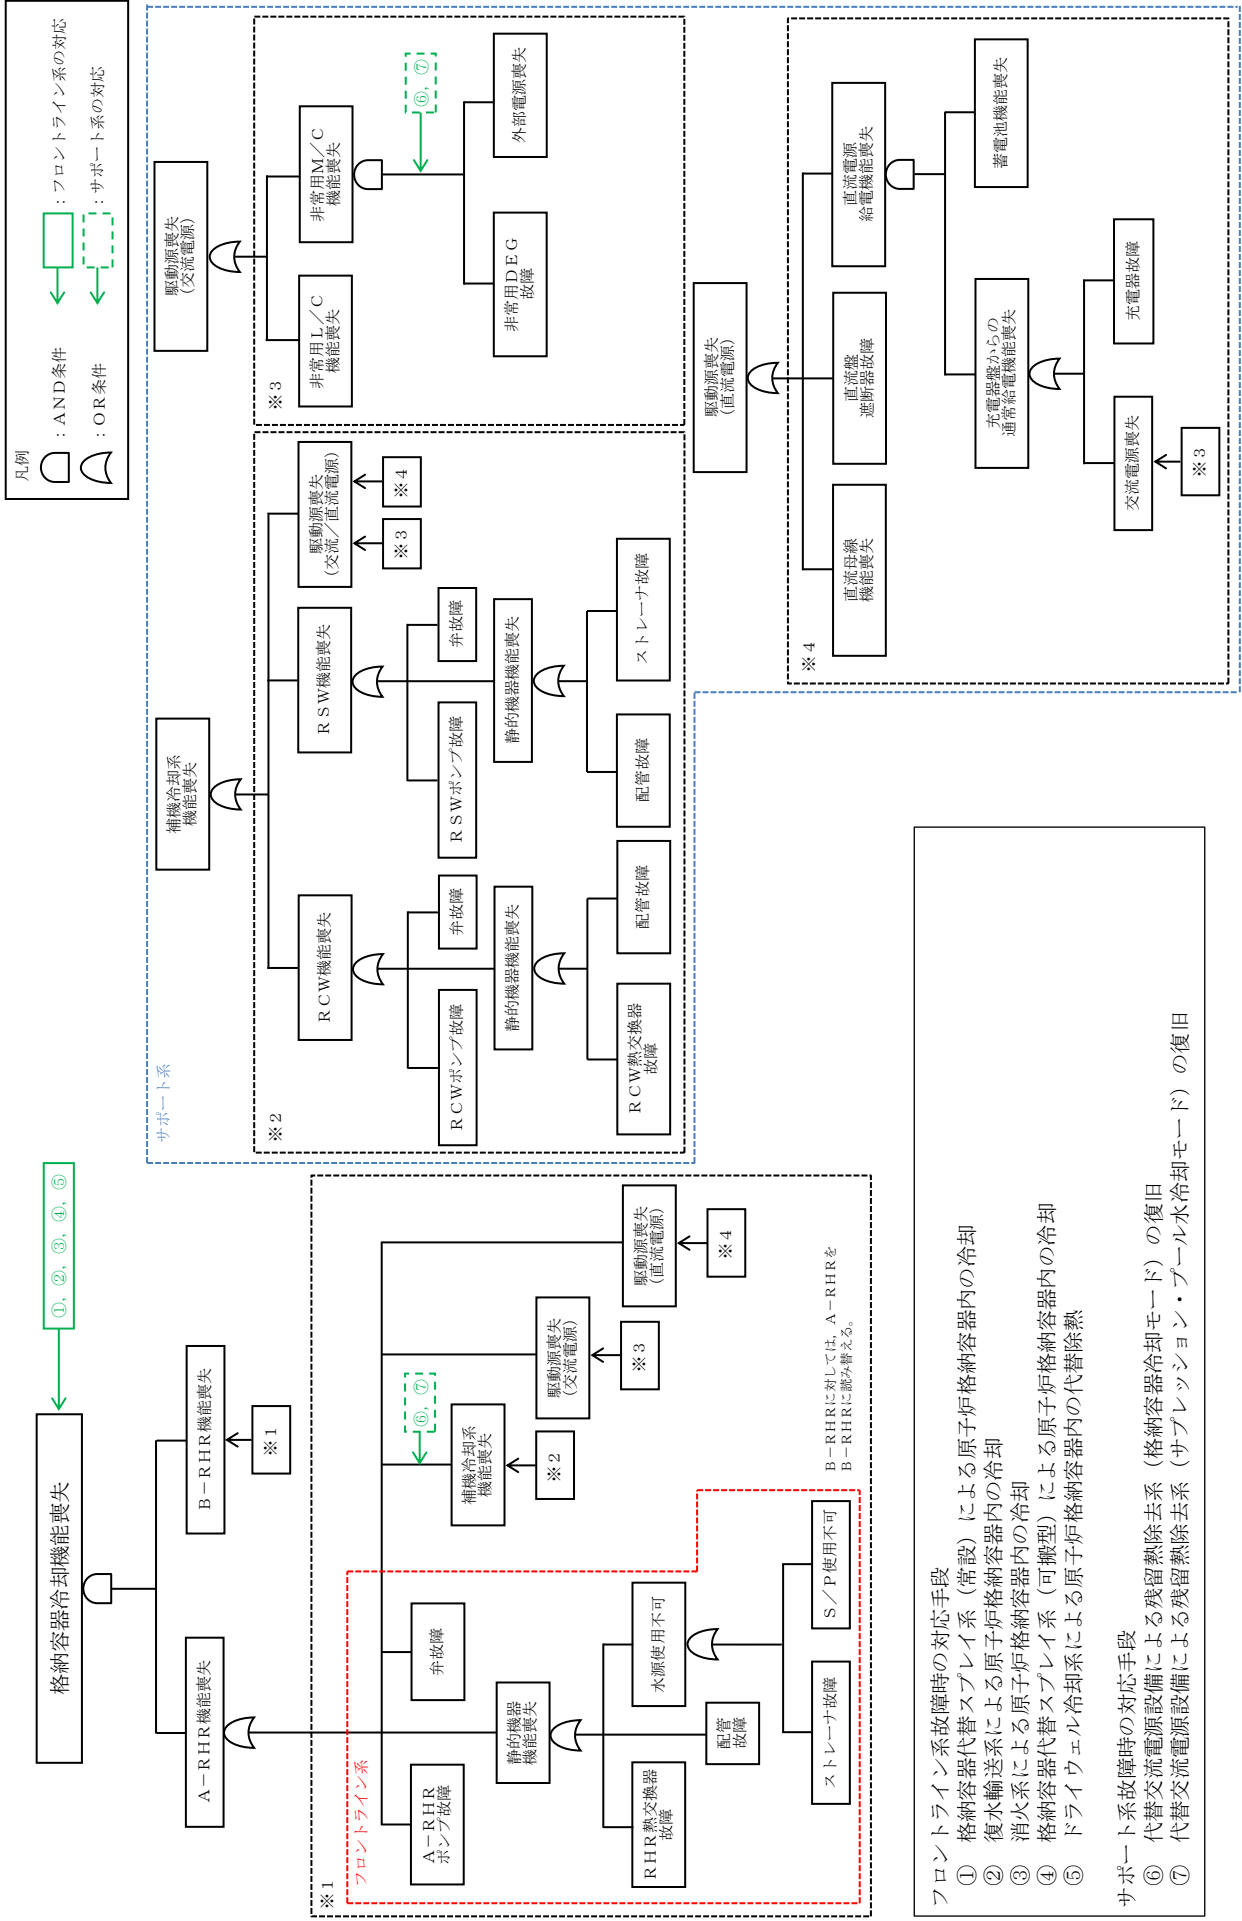 凡例
：AND条件
：OR条件
：フロントライン系の対応
：サポート系の対応
格納容器冷却機能喪失
①，②，③，④，⑤
A－RHR機能喪失
B－RHR機能喪失
※1
※1
フロントライン系
A－RHR
ポンプ故障
弁故障
静的機器
機能喪失
RHR熱交換器
故障
配管
故障
水源使用不可
ストレーナ故障
S／P使用不可
⑥，⑦
補機冷却系
機能喪失
※2
駆動源喪失
(交流電源)
※3
駆動源喪失
(直流電源)
※4
B－RHRに対しては，A－RHRを
B－RHRに読み替える。
サポート系
補機冷却系
機能喪失
※2
RCW機能喪失
RCWポンプ故障
弁故障
静的機器機能喪失
RCW熱交換器
故障
配管故障
RSW機能喪失
RSWポンプ故障
弁故障
静的機器機能喪失
配管故障
ストレーナ故障
駆動源喪失
(交流／直流電源)
※3
※4
駆動源喪失
(交流電源)
※3
非常用L／C
機能喪失
非常用M／C
機能喪失
⑥，⑦
非常用DEG
故障
外部電源喪失
駆動源喪失
(直流電源)
※4
直流母線
機能喪失
直流盤
遮断器故障
直流電源
給電機能喪失
充電器盤からの
通常給電機能喪失
蓄電池機能喪失
交流電源喪失
充電器故障
※3
フロントライン系故障時の対応手段
① 格納容器代替スプレイ系（常設）による原子炉格納容器内の冷却
② 復水輸送系による原子炉格納容器内の冷却
③ 消火系による原子炉格納容器内の冷却
④ 格納容器代替スプレイ系（可搬型）による原子炉格納容器内の冷却
⑤ ドライウェル冷却系による原子炉格納容器内の代替除熱
サポート系故障時の対応手段
⑥ 代替交流電源設備による残留熱除去系（格納容器冷却モード）の復旧
⑦ 代替交流電源設備による残留熱除去系（サプレッション・プール水冷却モード）の復旧